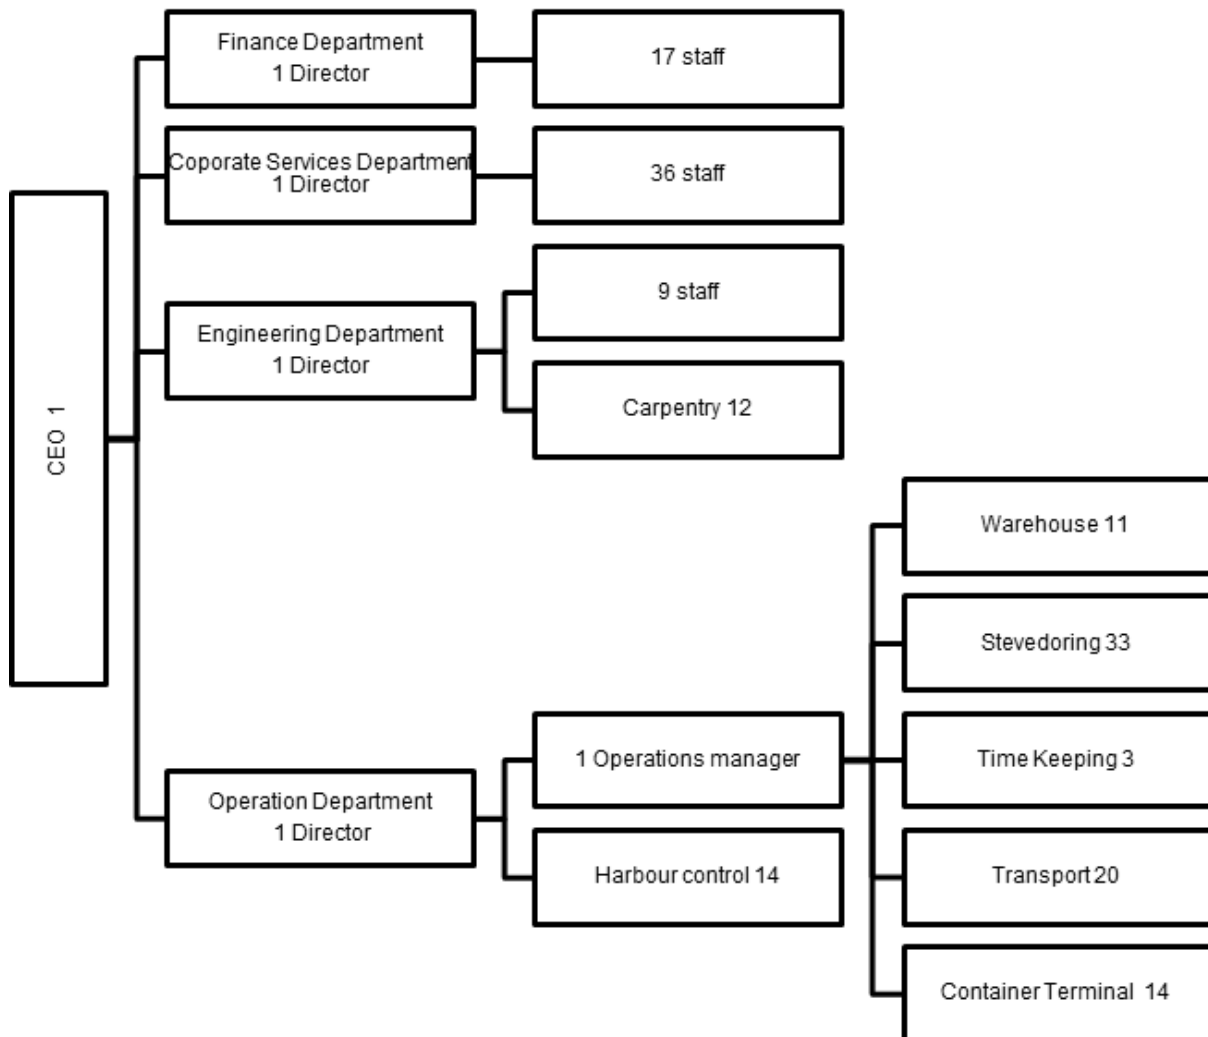 Finance Department
1 Director
17 staff
Coporate Services Department
1 Director
36 staff
9 staff
Engineering Department
1 Director
Carpentry 12
CEO 1
Warehouse 11
Stevedoring 33
1 Operations manager
Time Keeping 3
Operation Department
1 Director
Harbour control 14
Transport 20
Container Terminal 14